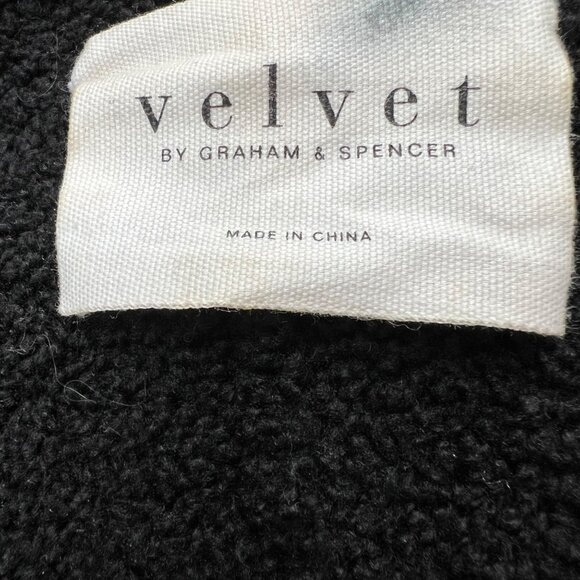 velvet
BY GRAHAM & SPENCER
MADE IN CHINA